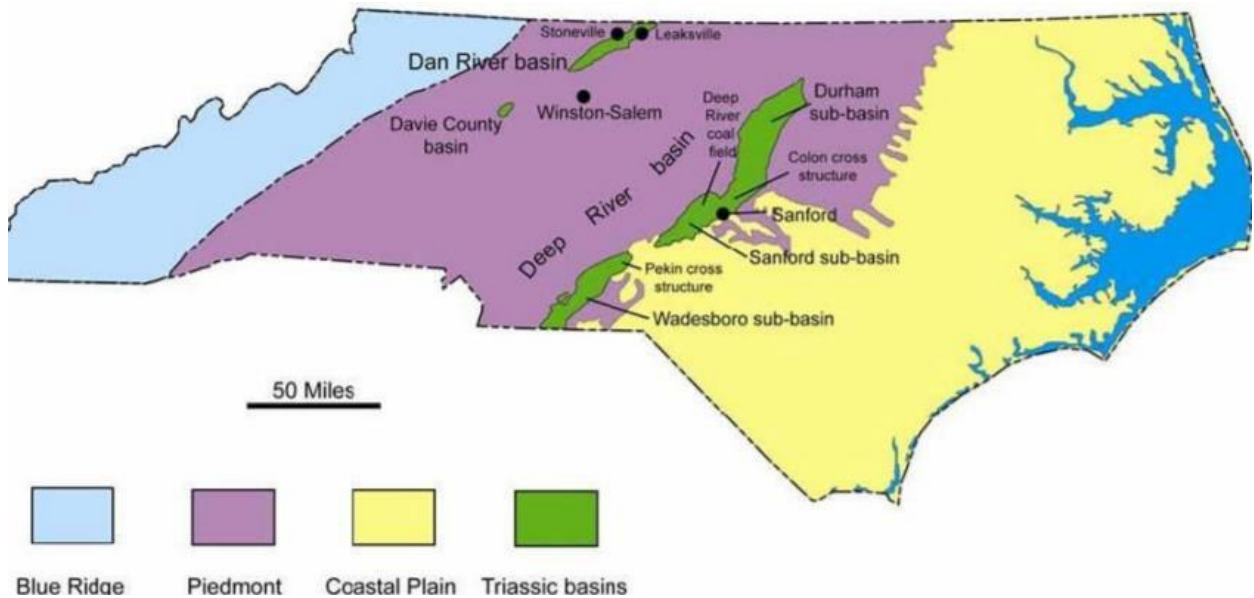 Stoneville
Leaksville
Dan River basin
Winston-Salem
Davie County
basin
Deep
River
coal
field
Durham
sub-basin
Colon cross
structure
Deep River basin
Sanford
Sanford sub-basin
Pekin cross
structure
Wadesboro sub-basin
50 Miles
Blue Ridge
Piedmont
Coastal Plain
Triassic basins